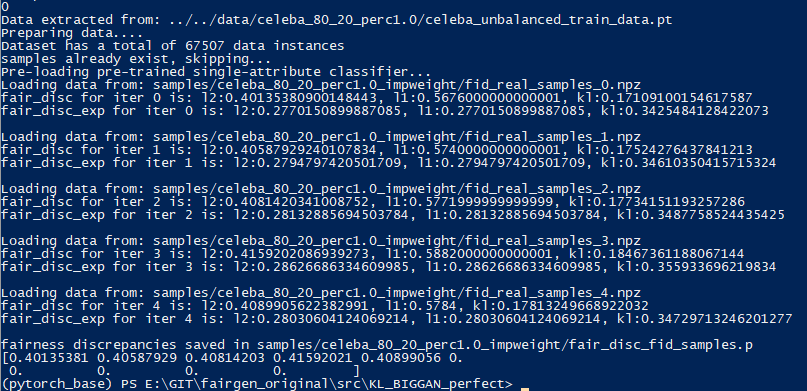 0
Data extracted from: ../../data/celeba_80_20_perc1.0/celeba_unbalanced_train_data.pt
Preparing data....
Dataset has a total of 67507 data instances
samples already exist, skipping...
Pre-loading pre-trained single-attribute classifier...
Loading data from: samples/celeba_80_20_perc1.0_impweight/fid_real_samples_0.npz
fair_disc for iter 0 is: l2:0.40135380900148443, l1:0.5676000000000001, kl:0.17109100154617587
fair_disc_exp for iter 0 is: l2:0.2770150899887085, l1:0.2770150899887085, kl:0.3425484128422073
Loading data from: samples/celeba_80_20_perc1.0_impweight/fid_real_samples_1.npz
fair_disc for iter 1 is: l2:0.40587929240107834, l1:0.5740000000000001, kl:0.17524276437841213
fair_disc_exp for iter 1 is: l2:0.2794797420501709, l1:0.2794797420501709, kl:0.34610350415715324
Loading data from: samples/celeba_80_20_perc1.0_impweight/fid_real_samples_2.npz
fair_disc for iter 2 is: l2:0.4081420341008752, l1:0.5771999999999999, kl:0.17734151193257286
fair_disc_exp for iter 2 is: l2:0.28132885694503784, l1:0.28132885694503784, kl:0.3487758524435425
Loading data from: samples/celeba_80_20_perc1.0_impweight/fid_real_samples_3.npz
fair_disc for iter 3 is: l2:0.4159202086939273, l1:0.5882000000000001, kl:0.18467361188067144
fair_disc_exp for iter 3 is: l2:0.28626686334609985, l1:0.28626686334609985, kl:0.355933696219834
Loading data from: samples/celeba_80_20_perc1.0_impweight/fid_real_samples_4.npz
fair_disc for iter 4 is: l2:0.4089905622382991, l1:0.5784, kl:0.17813249668922032
fair_disc_exp for iter 4 is: l2:0.28030604124069214, l1:0.28030604124069214, kl:0.34729713246201277
fairness discrepancies saved in samples/celeba_80_20_perc1.0_impweight/fair_disc_fid_samples.p
[0.40135381 0.40587929 0.40814203 0.41592021 0.40899056 0.
 0. 0. 0. 0. ]
(pytorch_base) PS E:\GIT\fairgen_original\src\KL_BIGGAN_perfect>